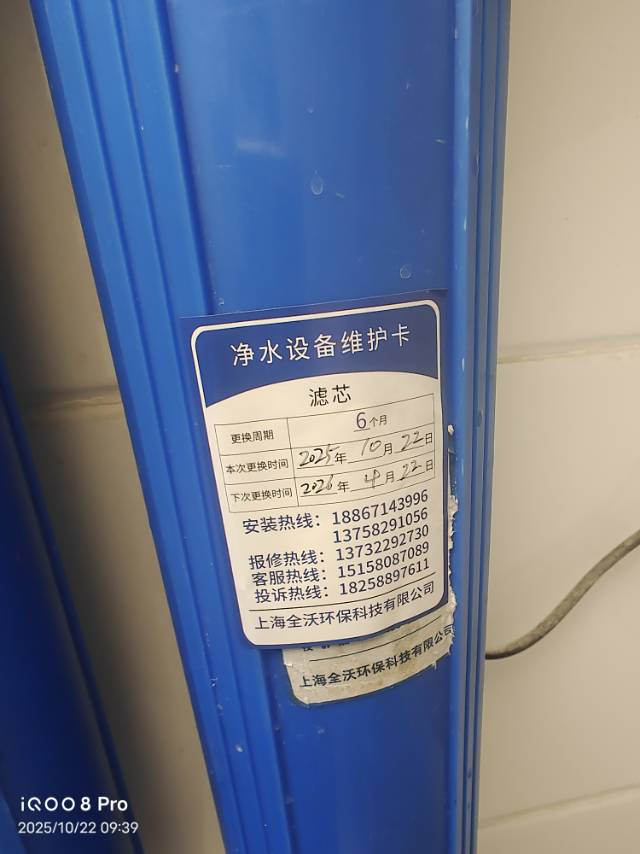 净水设备维护卡
滤芯
更换周期 6个月
本次更换时间 2025年 10月 22日
下次更换时间 2026年 4月 22日
安装热线：18867143996
13758291056
报修热线：13732292730
客服热线：15158087089
投诉热线：18258897611
上海全沃环保科技有限公司
上海全沃环保科技有限公司
iQOO 8 Pro
2025/10/22 09:39